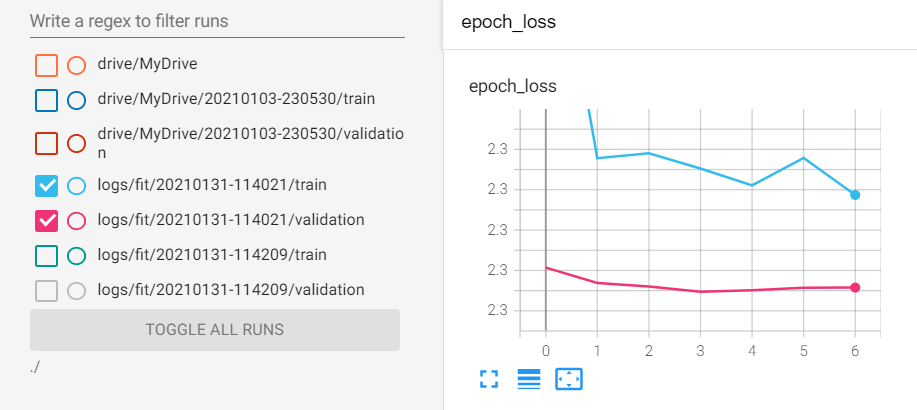 Write a regex to filter runs
drive/MyDrive
drive/MyDrive/20210103-230530/train
drive/MyDrive/20210103-230530/validatio
n
logs/fit/20210131-114021/train
logs/fit/20210131-114021/validation
logs/fit/20210131-114209/train
logs/fit/20210131-114209/validation
TOGGLE ALL RUNS
./
epoch_loss
epoch_loss
2.3
2.3
2.3
2.3
2.3
0 1 2 3 4 5 6